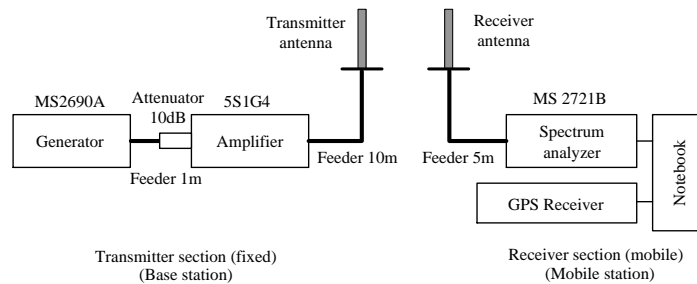 Transmitter
antenna
Receiver
antenna
MS2690A
Attenuator
10dB
5S1G4
MS 2721B
Generator
Amplifier
Spectrum
analyzer
Feeder 1m
Feeder 10m
Feeder 5m
GPS Receiver
Notebook
Transmitter section (fixed)
(Base station)
Receiver section (mobile)
(Mobile station)